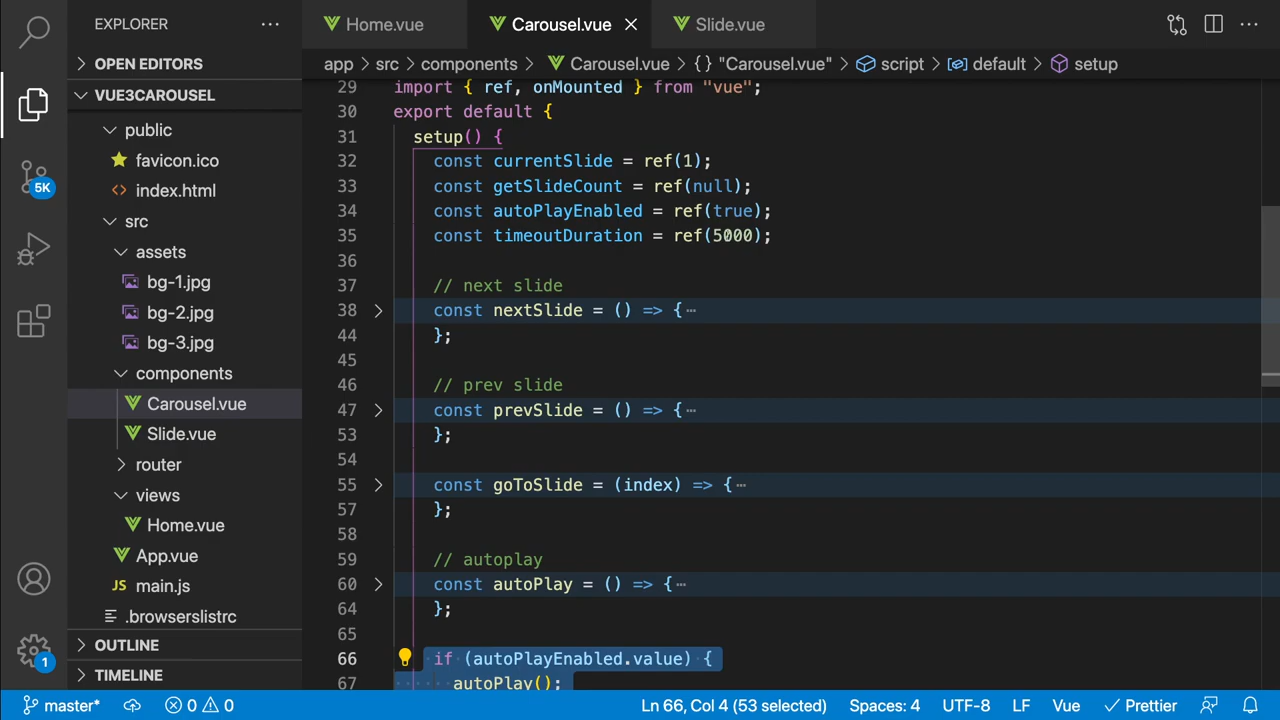 EXPLORER
OPEN EDITORS
VUE3CAROUSEL
public
favicon.ico
index.html
src
assets
bg-1.jpg
bg-2.jpg
bg-3.jpg
components
Carousel.vue
Slide.vue
router
views
Home.vue
App.vue
JS main.js
.browserslistrc
OUTLINE
TIMELINE
5K
1
Home.vue Carousel.vue Slide.vue
app > src > components > Carousel.vue > {} "Carousel.vue" > script > default > setup
29 import { ref, onMounted } from "vue";
30 export default {
31 setup() {
32 const currentSlide = ref(1);
33 const getSlideCount = ref(null);
34 const autoPlayEnabled = ref(true);
35 const timeoutDuration = ref(5000);
36
37 // next slide
38 const nextSlide = () => {⋯
44 };
45
46 // prev slide
47 const prevSlide = () => {⋯
53 };
54
55 const goToSlide = (index) => {⋯
57 };
58
59 // autoplay
60 const autoPlay = () => {⋯
64 };
65
66 if (autoPlayEnabled.value) {
67 autoPlay();
master* 0 0 Ln 66, Col 4 (53 selected) Spaces: 4 UTF-8 LF Vue Prettier